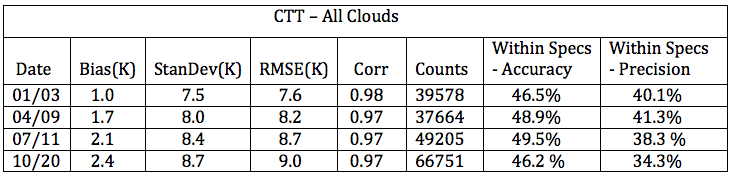 CTT – All Clouds
Date Bias(K) StanDev(K) RMSE(K) Corr Counts Within Specs - Accuracy Within Specs - Precision
01/03 1.0 7.5 7.6 0.98 39578 46.5% 40.1%
04/09 1.7 8.0 8.2 0.97 37664 48.9% 41.3%
07/11 2.1 8.4 8.7 0.97 49205 49.5% 38.3 %
10/20 2.4 8.7 9.0 0.97 66751 46.2 % 34.3%